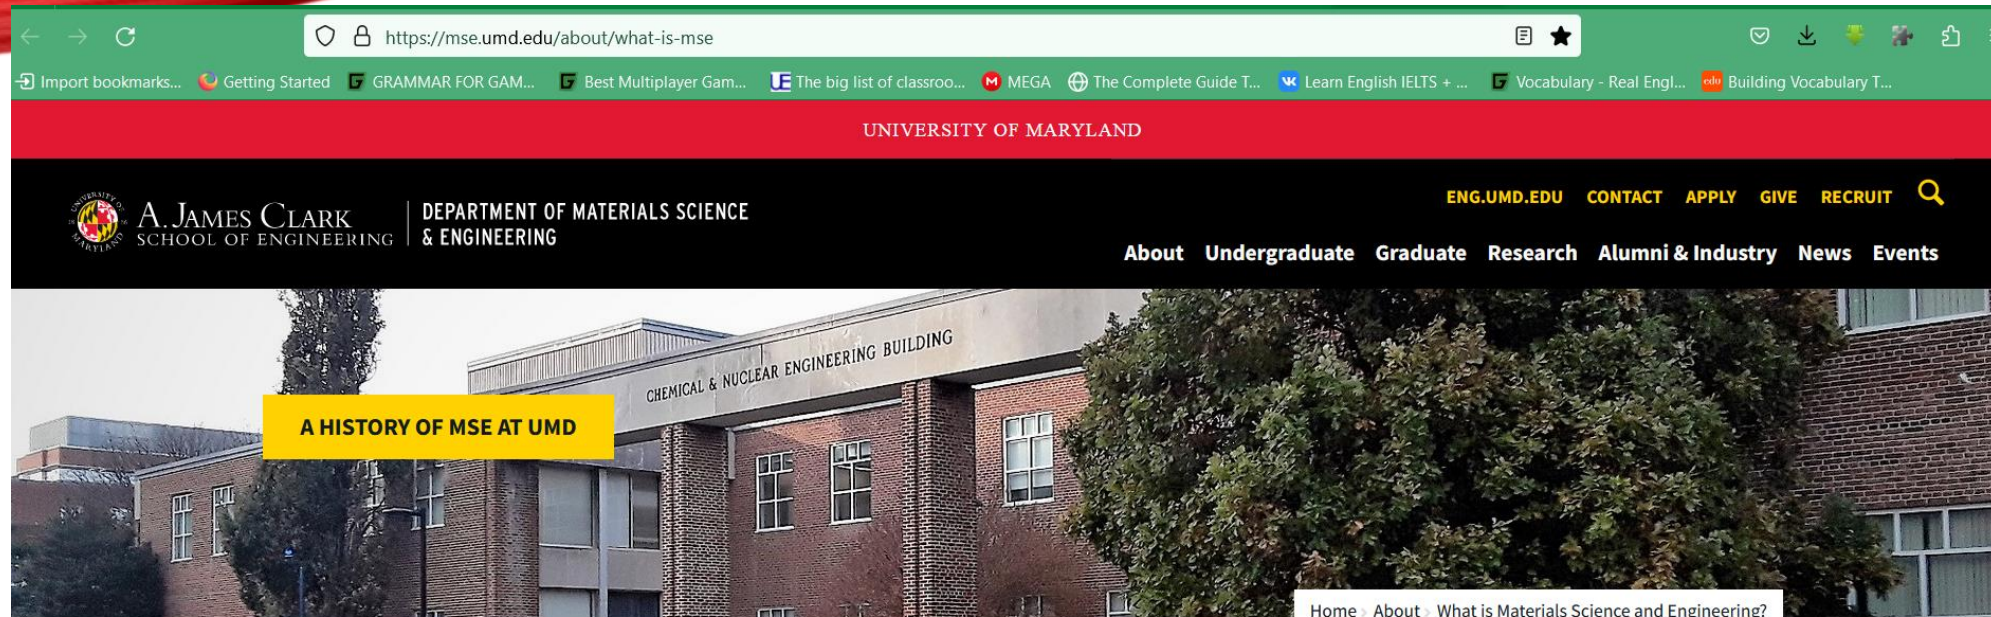 https://mse.umd.edu/about/what-is-mse
Import bookmarks... Getting Started GRAMMAR FOR GAM... Best Multiplayer Gam... The big list of classroo... MEGA The Complete Guide T... Learn English IELTS + ... Vocabulary - Real Engl... Building Vocabulary T...
UNIVERSITY OF MARYLAND
ENG.UMD.EDU CONTACT APPLY GIVE RECRUIT
A. JAMES CLARK
SCHOOL OF ENGINEERING
DEPARTMENT OF MATERIALS SCIENCE
& ENGINEERING
About Undergraduate Graduate Research Alumni & Industry News Events
CHEMICAL & NUCLEAR ENGINEERING BUILDING
A HISTORY OF MSE AT UMD
Home › About › What is Materials Science and Engineering?